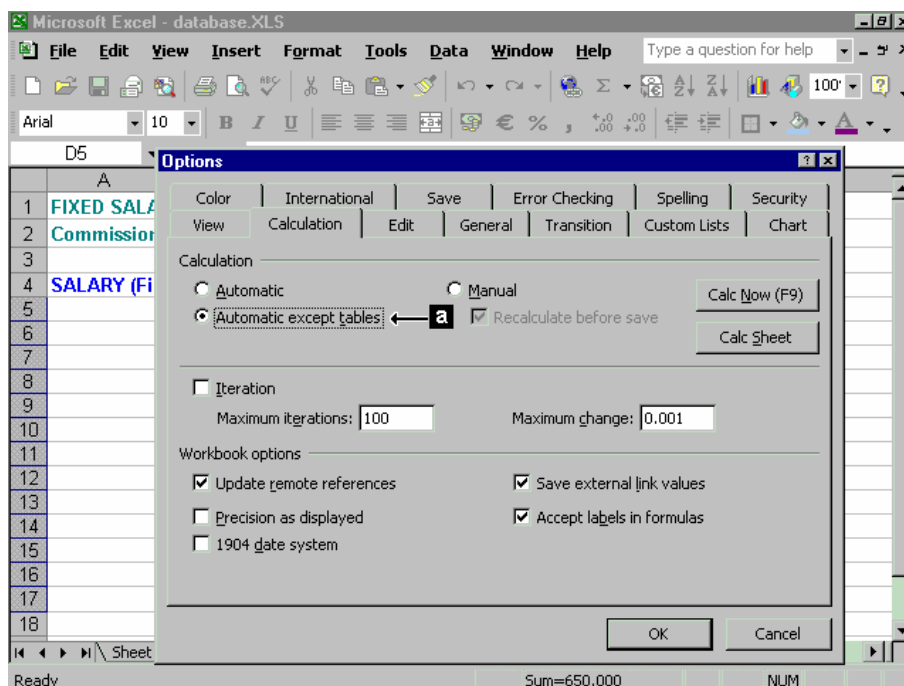 Microsoft Excel - database.XLS
File Edit View Insert Format Tools Data Window Help Type a question for help
100%
Arial 10 B I U € % ,
D5
Options
Color International Save Error Checking Spelling Security
View Calculation Edit General Transition Custom Lists Chart
A
1 FIXED SALA
2 Commission
3
4 SALARY (Fi
5
6
7
8
9
10
11
12
13
14
15
16
17
18
Calculation
Automatic Manual Calc Now (F9)
Automatic except tables a Recalculate before save
Calc Sheet
Iteration
Maximum iterations: 100 Maximum change: 0.001
Workbook options
Update remote references Save external link values
Precision as displayed Accept labels in formulas
1904 date system
OK Cancel
Sheet
Ready Sum=650.000 NUM